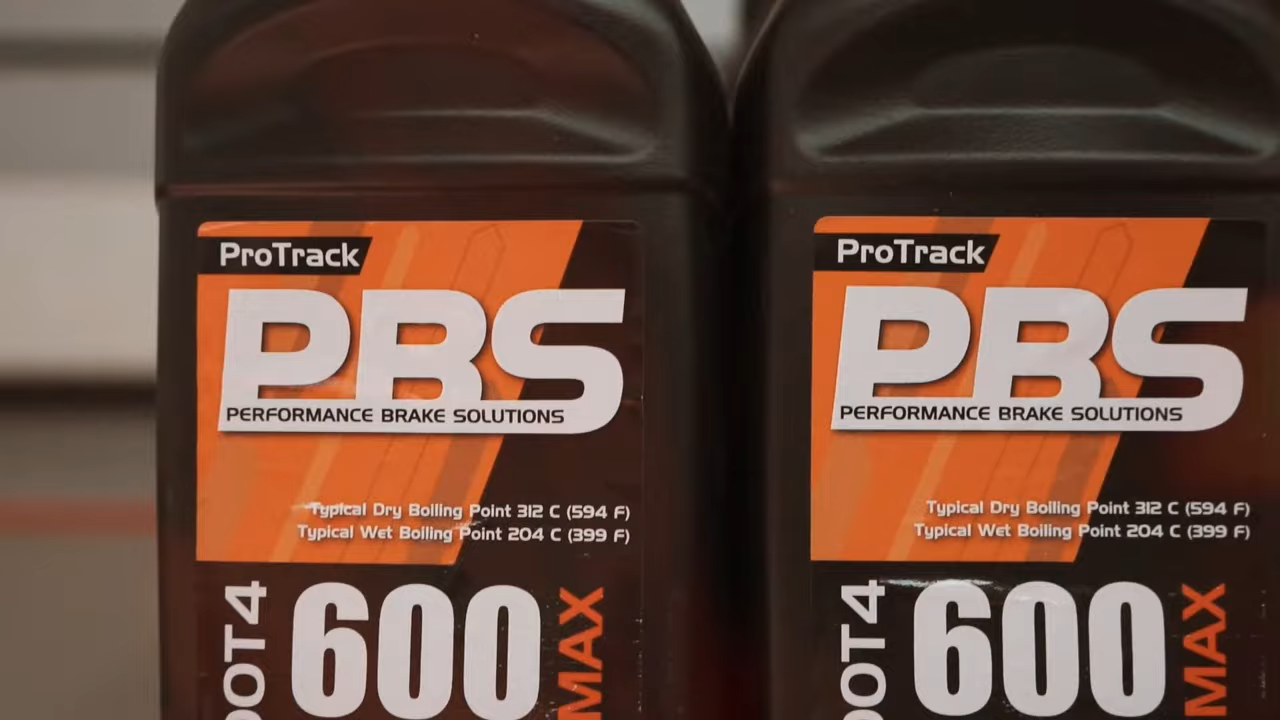 ProTrack
PBS
PERFORMANCE BRAKE SOLUTIONS
Typical Dry Boiling Point 312 C (594 F)
Typical Wet Boiling Point 204 C (399 F)
DOT4
600
MAX
ProTrack
PBS
PERFORMANCE BRAKE SOLUTIONS
Typical Dry Boiling Point 312 C (594 F)
Typical Wet Boiling Point 204 C (399 F)
DOT4
600
MAX